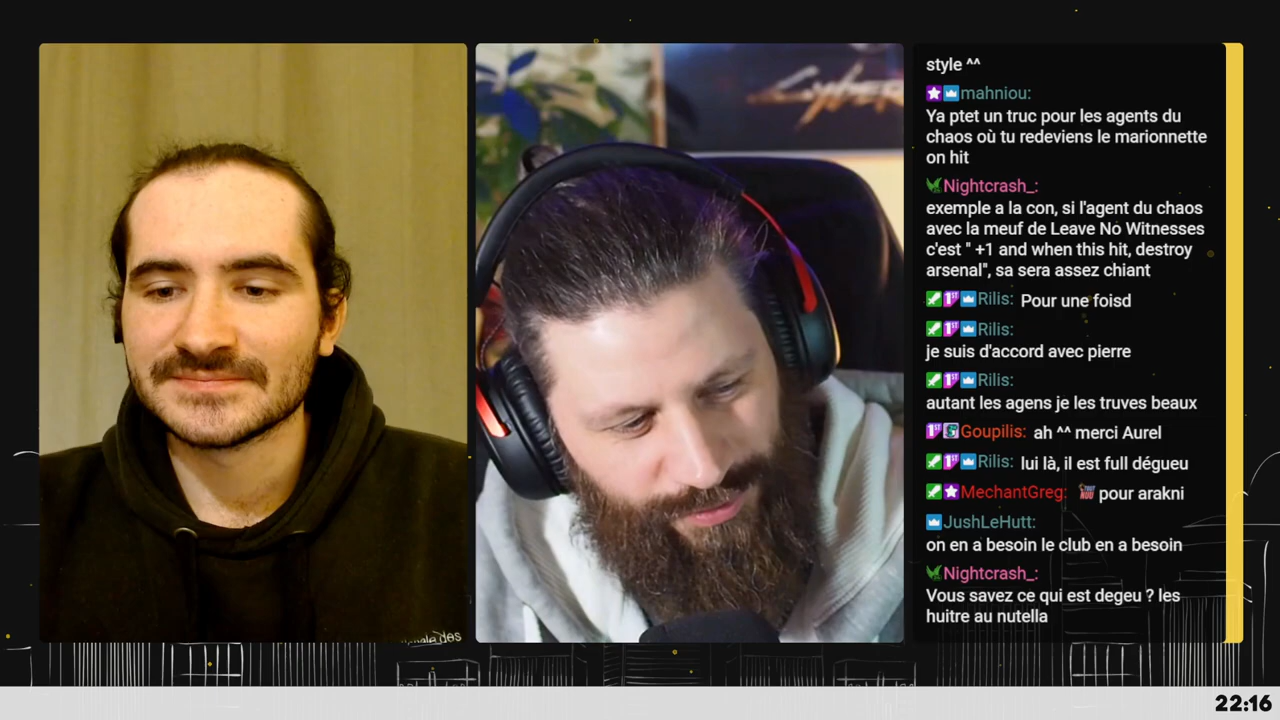 style ^^
mahniou:
Ya ptet un truc pour les agents du
chaos où tu redeviens le marionnette
on hit
Nightcrash_:
exemple a la con, si l'agent du chaos
avec la meuf de Leave No Witnesses
c'est " +1 and when this hit, destroy
arsenal", sa sera assez chiant
Rilis: Pour une foisd
Rilis:
je suis d'accord avec pierre
Rilis:
autant les agens je les truves beaux
Goupilis: ah ^^ merci Aurel
Rilis: lui là, il est full dégueu
MechantGreg: pour arakni
JushLeHutt:
on en a besoin le club en a besoin
Nightcrash_:
Vous savez ce qui est degeu ? les
huitre au nutella
22:16